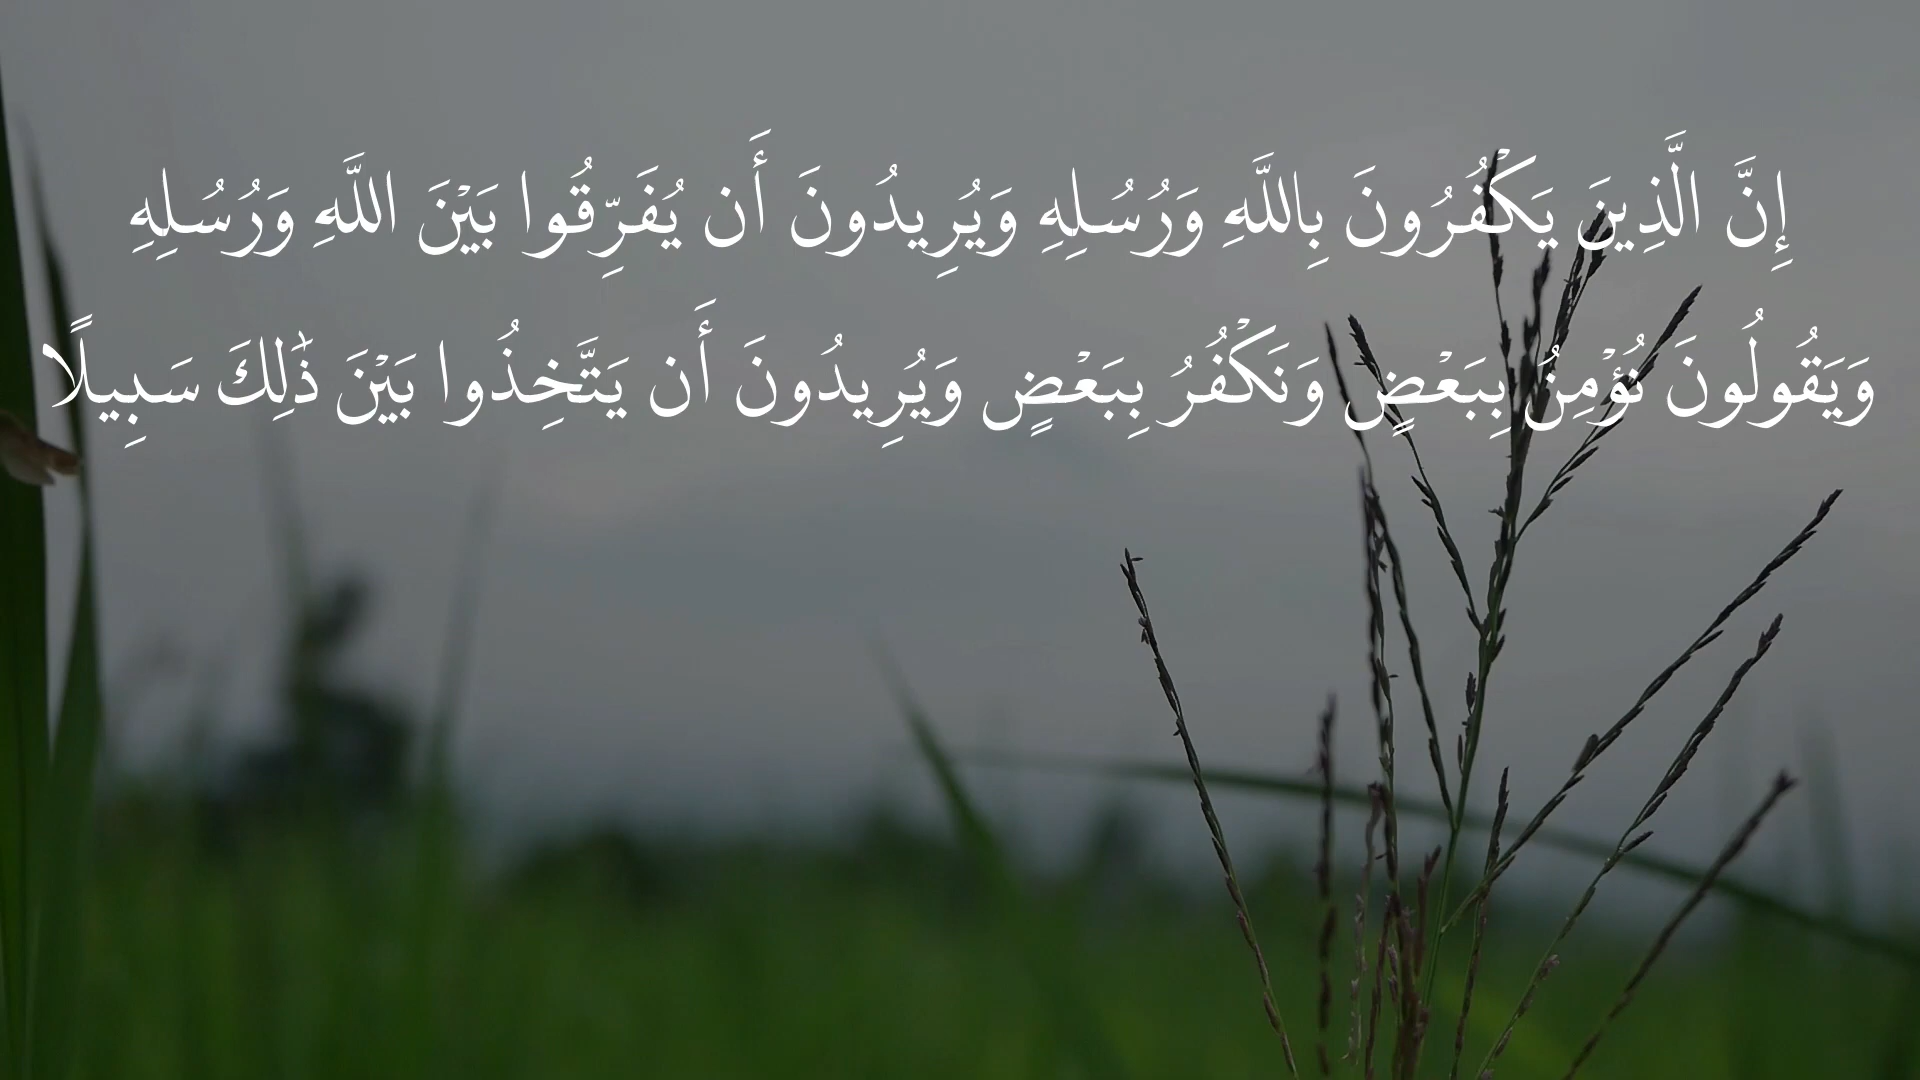 إِنَّ الَّذِينَ يَكْفُرُونَ بِاللَّهِ وَرُسُلِهِ وَيُرِيدُونَ أَن يُفَرِّقُوا بَيْنَ اللَّهِ وَرُسُلِهِ
وَيَقُولُونَ نُؤْمِنُ بِبَعْضٍ وَنَكْفُرُ بِبَعْضٍ وَيُرِيدُونَ أَن يَتَّخِذُوا بَيْنَ ذَٰلِكَ سَبِيلًا